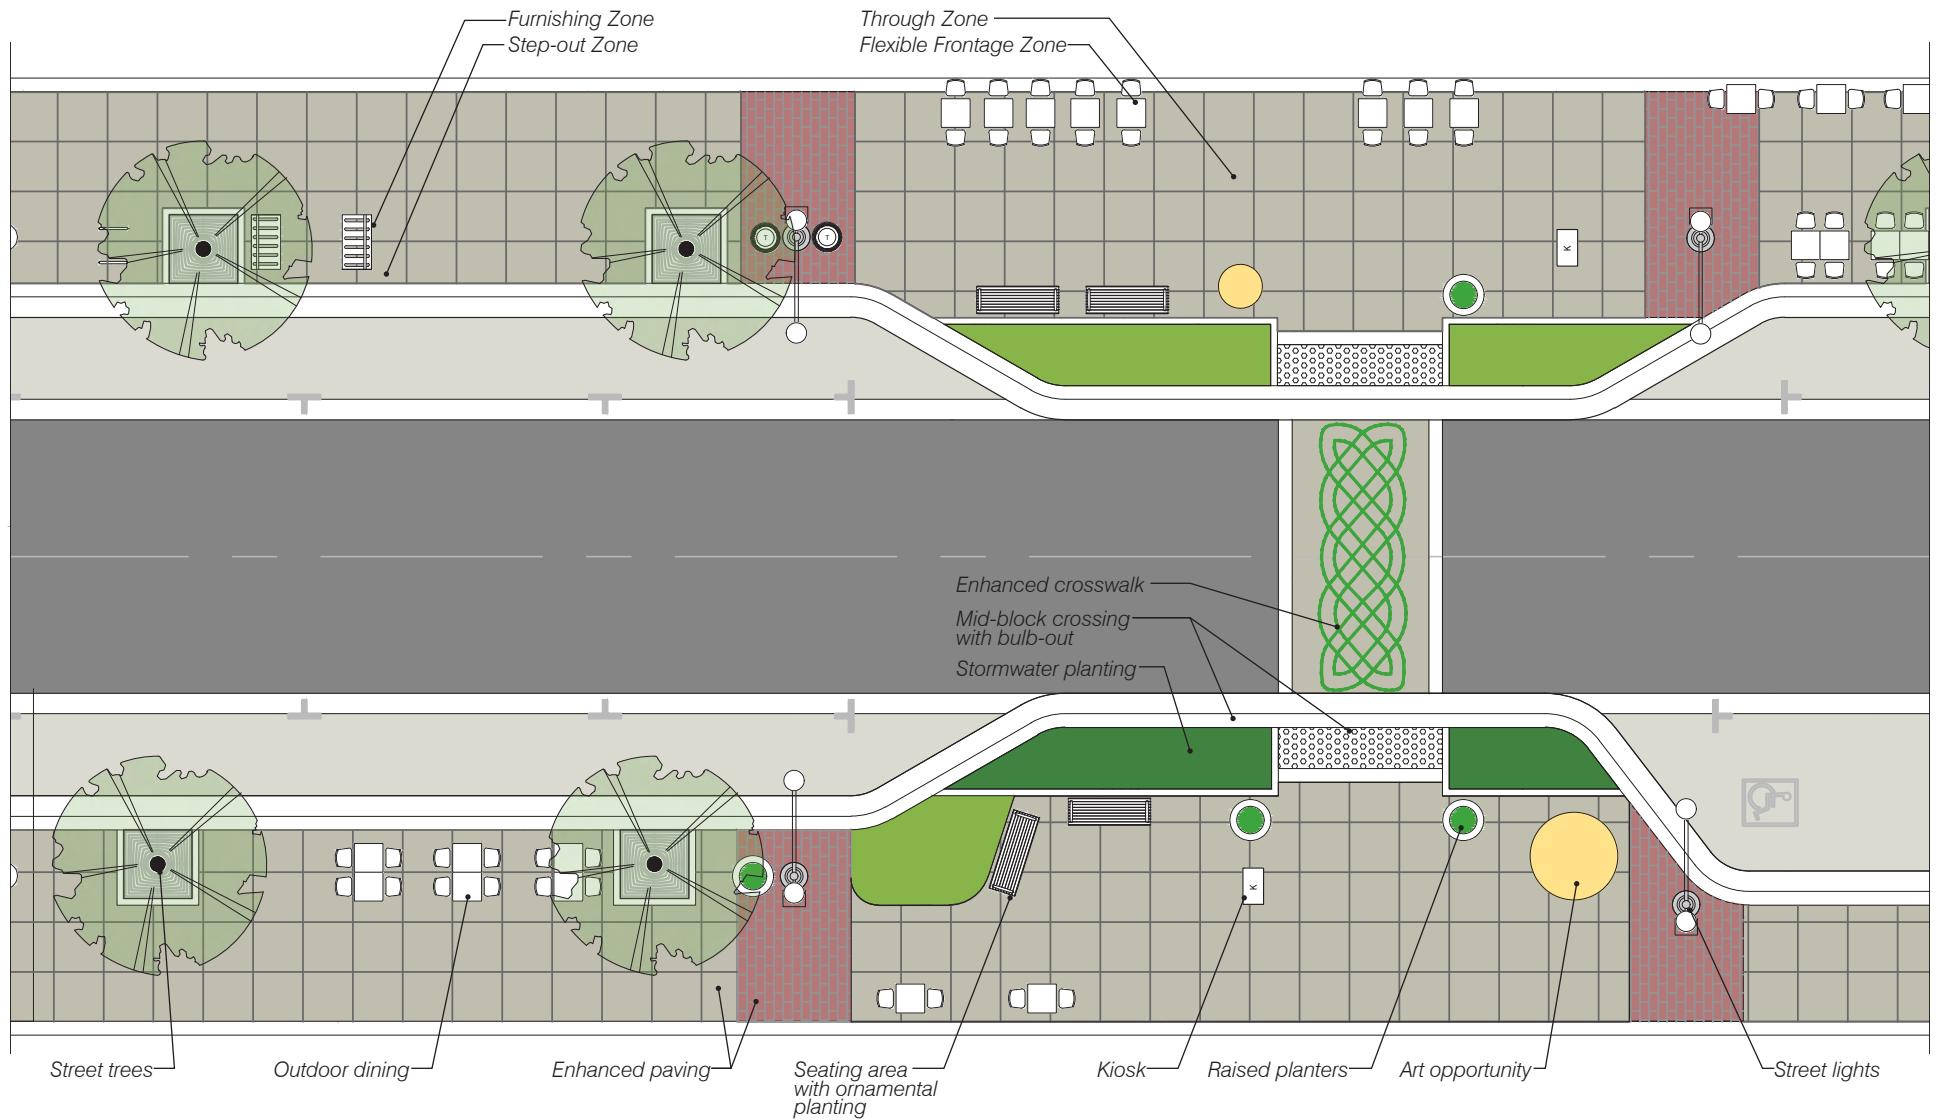 Furnishing Zone
Step-out Zone
Through Zone
Flexible Frontage Zone
T
T
K
Enhanced crosswalk
Mid-block crossing
with bulb-out
Stormwater planting
K
Street trees
Outdoor dining
Enhanced paving
Seating area
with ornamental
planting
Kiosk
Raised planters
Art opportunity
Street lights